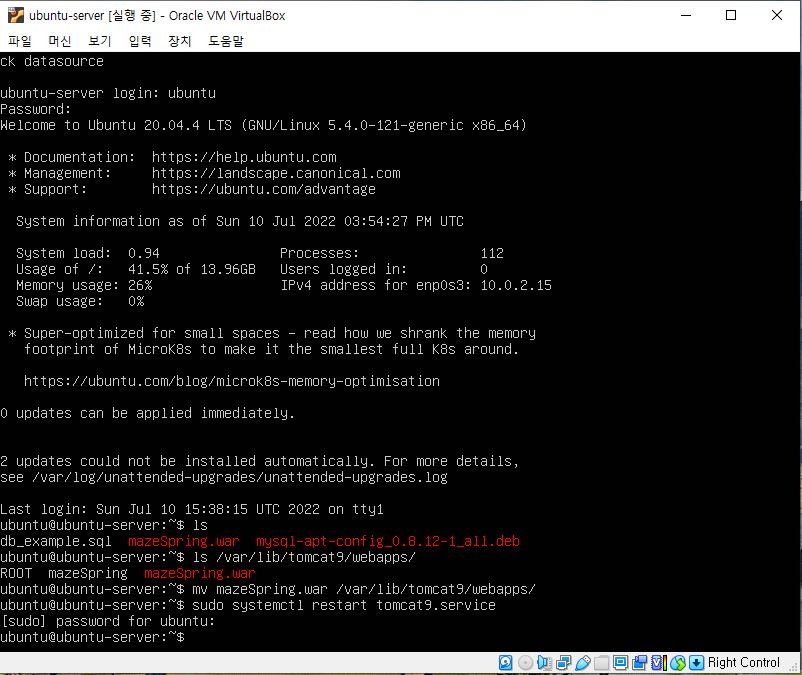 ubuntu-server [실행 중] - Oracle VM VirtualBox
파일 머신 보기 입력 장치 도움말
ck datasource
ubuntu-server login: ubuntu
Password:
Welcome to Ubuntu 20.04.4 LTS (GNU/Linux 5.4.0-121-generic x86_64)
* Documentation: https://help.ubuntu.com
* Management: https://landscape.canonical.com
* Support: https://ubuntu.com/advantage
System information as of Sun 10 Jul 2022 03:54:27 PM UTC
System load: 0.94 Processes: 112
Usage of /: 41.5% of 13.96GB Users logged in: 0
Memory usage: 26% IPv4 address for enp0s3: 10.0.2.15
Swap usage: 0%
* Super-optimized for small spaces - read how we shrank the memory
footprint of MicroK8s to make it the smallest full K8s around.
https://ubuntu.com/blog/microk8s-memory-optimisation
0 updates can be applied immediately.
2 updates could not be installed automatically. For more details,
see /var/log/unattended-upgrades/unattended-upgrades.log
Last login: Sun Jul 10 15:38:15 UTC 2022 on tty1
ubuntu@ubuntu-server:~$ ls
db_example.sql mazeSpring.war mysql-apt-config_0.8.12-1_all.deb
ubuntu@ubuntu-server:~$ ls /var/lib/tomcat9/webapps/
ROOT mazeSpring mazeSpring.war
ubuntu@ubuntu-server:~$ mv mazeSpring.war /var/lib/tomcat9/webapps/
ubuntu@ubuntu-server:~$ sudo systemctl restart tomcat9.service
[sudo] password for ubuntu:
ubuntu@ubuntu-server:~$
Right Control